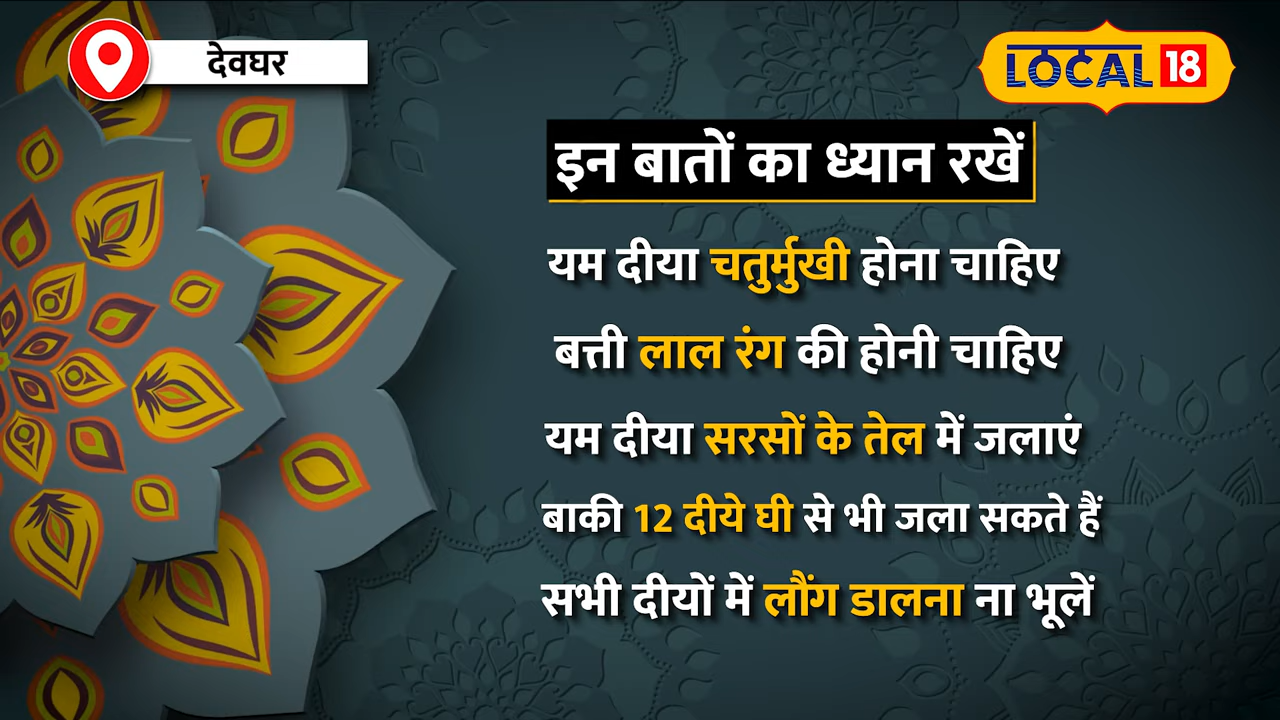 देवघर
LOCAL 18
इन बातों का ध्यान रखें
यम दीया चतुर्मुखी होना चाहिए
बत्ती लाल रंग की होनी चाहिए
यम दीया सरसों के तेल में जलाएं
बाकी 12 दीये घी से भी जला सकते हैं
सभी दीयों में लौंग डालना ना भूलें